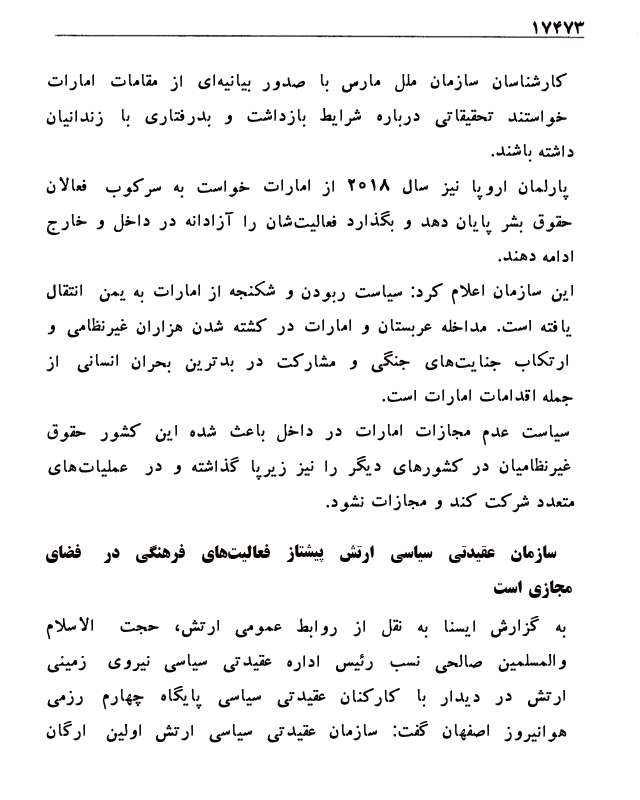 ۱۷۴۷۳
کارشناسان سازمان ملل مارس با صدور بیانیه‌ای از مقامات امارات
خواستند تحقیقاتی درباره شرایط بازداشت و بدرفتاری با زندانیان
داشته باشند.
پارلمان اروپا نیز سال ۲۰۱۸ از امارات خواست به سرکوب فعالان
حقوق بشر پایان دهد و بگذارد فعالیت‌شان را آزادانه در داخل و خارج
ادامه دهند.
این سازمان اعلام کرد: سیاست ربودن و شکنجه از امارات به یمن انتقال
یافته است. مداخله عربستان و امارات در کشته شدن هزاران غیرنظامی و
ارتکاب جنایت‌های جنگی و مشارکت در بدترین بحران انسانی از
جمله اقدامات امارات است.
سیاست عدم مجازات امارات در داخل باعث شده این کشور حقوق
غیرنظامیان در کشورهای دیگر را نیز زیرپا گذاشته و در عملیات‌های
متعدد شرکت کند و مجازات نشود.
سازمان عقیدتی سیاسی ارتش پیشتاز فعالیت‌های فرهنگی در فضای
مجازی است
به گزارش ایسنا به نقل از روابط عمومی ارتش، حجت الاسلام
والمسلمین صالحی نسب رئیس اداره عقیدتی سیاسی نیروی زمینی
ارتش در دیدار با کارکنان عقیدتی سیاسی پایگاه چهارم رزمی
هوانیروز اصفهان گفت: سازمان عقیدتی سیاسی ارتش اولین ارگان